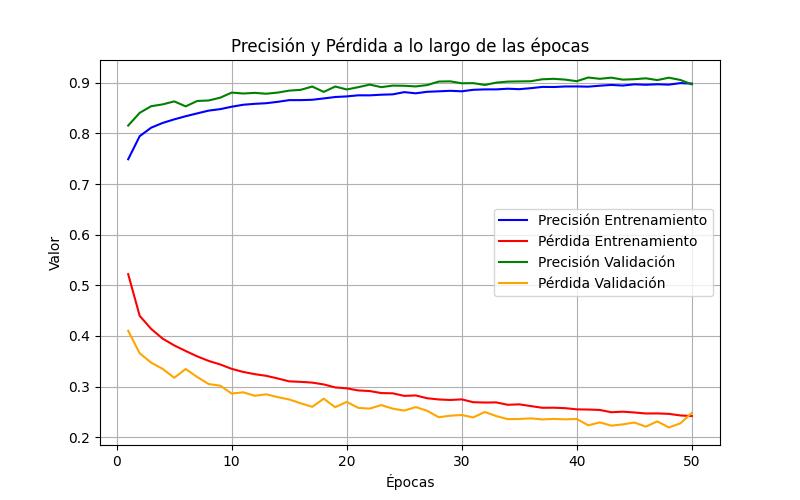 Precisión y Pérdida a lo largo de las épocas
0.9
0.8
0.7
0.6
0.5
0.4
0.3
0.2
Valor
Precisión Entrenamiento
Pérdida Entrenamiento
Precisión Validación
Pérdida Validación
0 10 20 30 40 50
Épocas